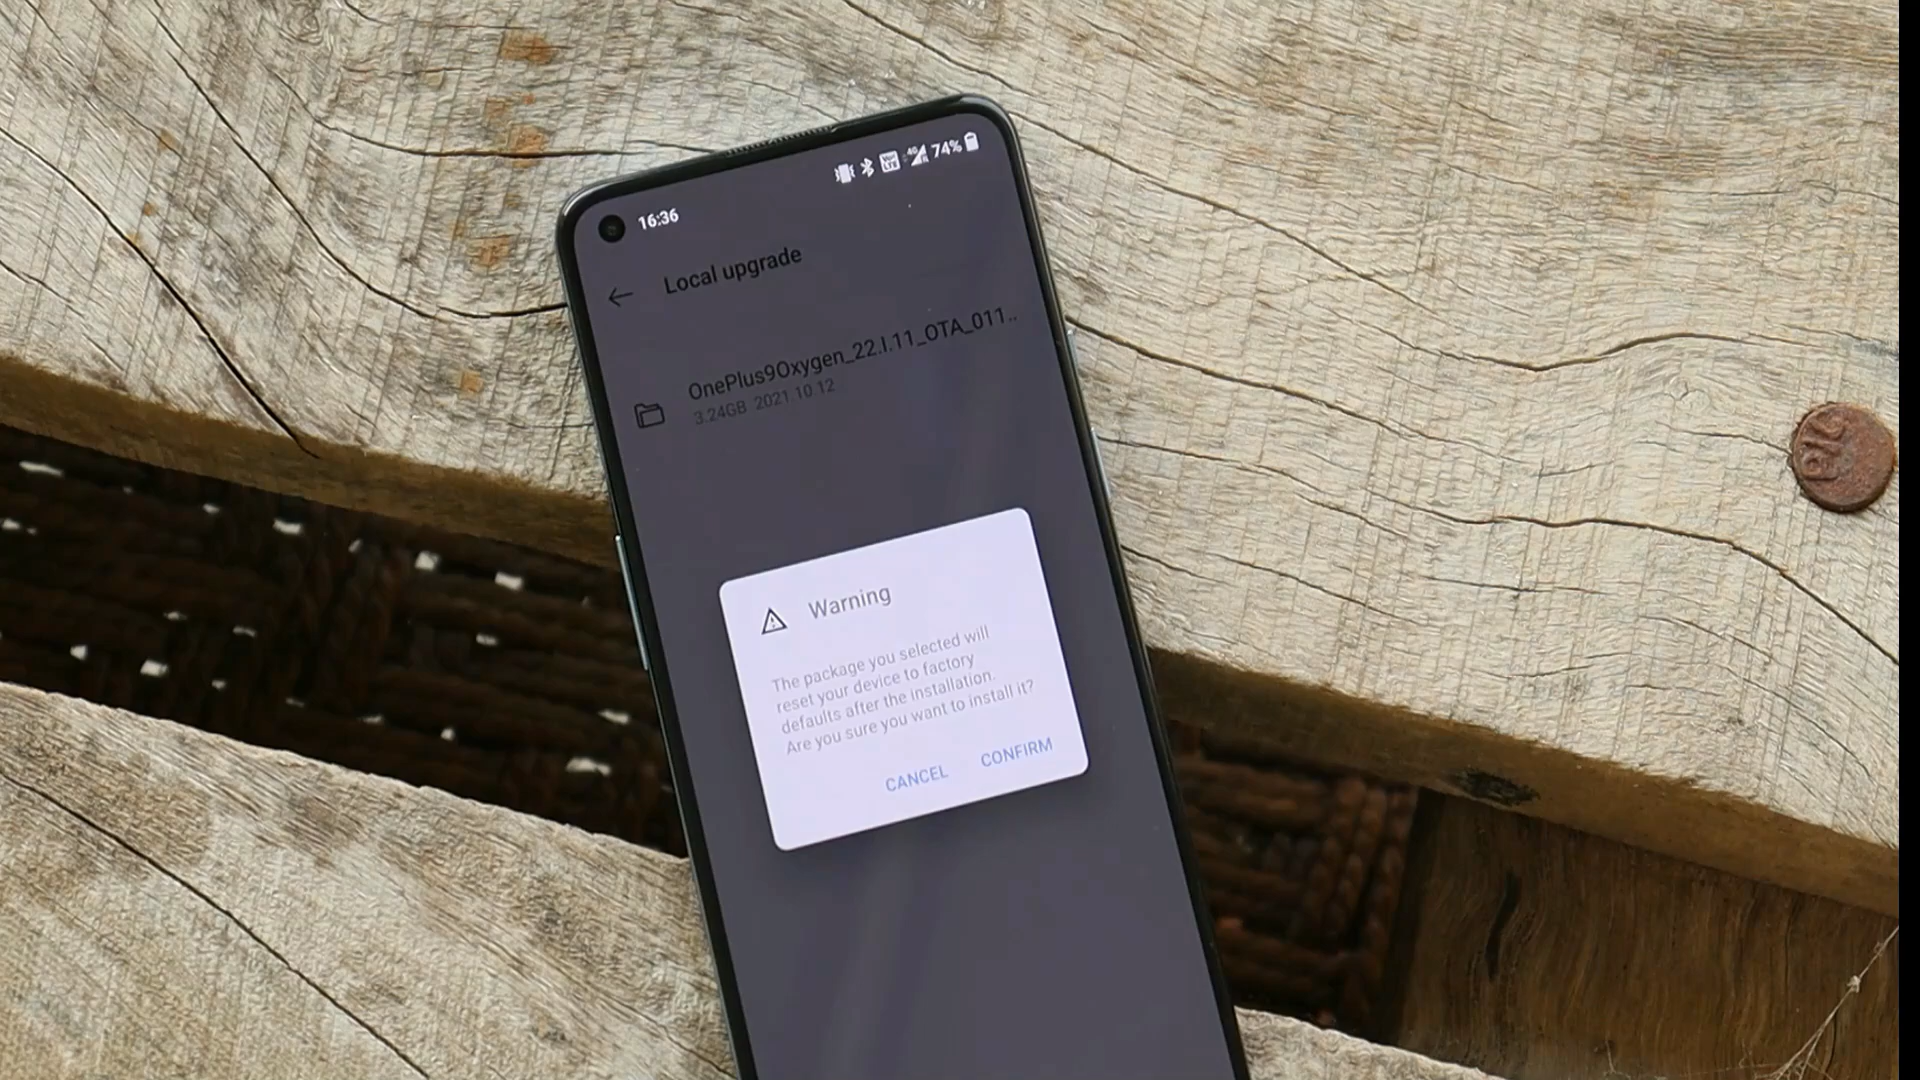 16:36
74%
Local upgrade
OnePlus9Oxygen_22.I.11_OTA_011..
3.24GB 2021.10.12
Warning
The package you selected will
reset your device to factory
defaults after the installation.
Are you sure you want to install it?
CANCEL CONFIRM